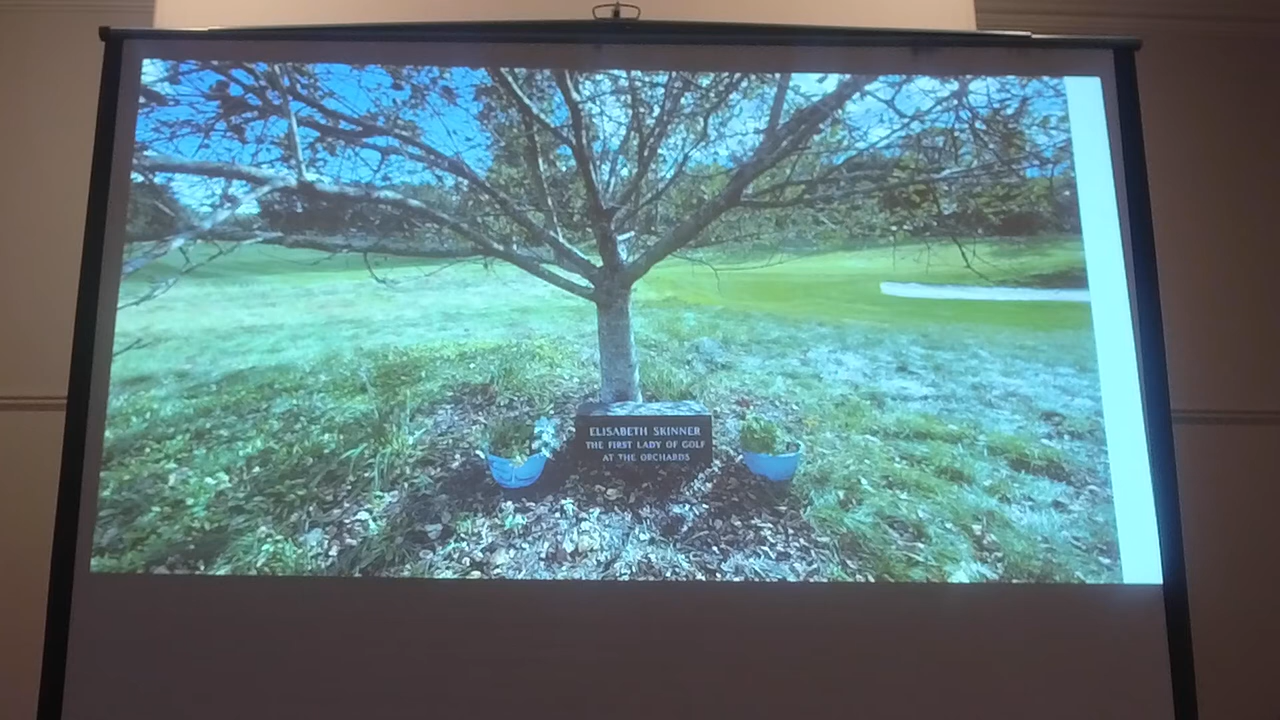 ELISABETH SKINNER
THE FIRST LADY OF GOLF
AT THE ORCHARDS